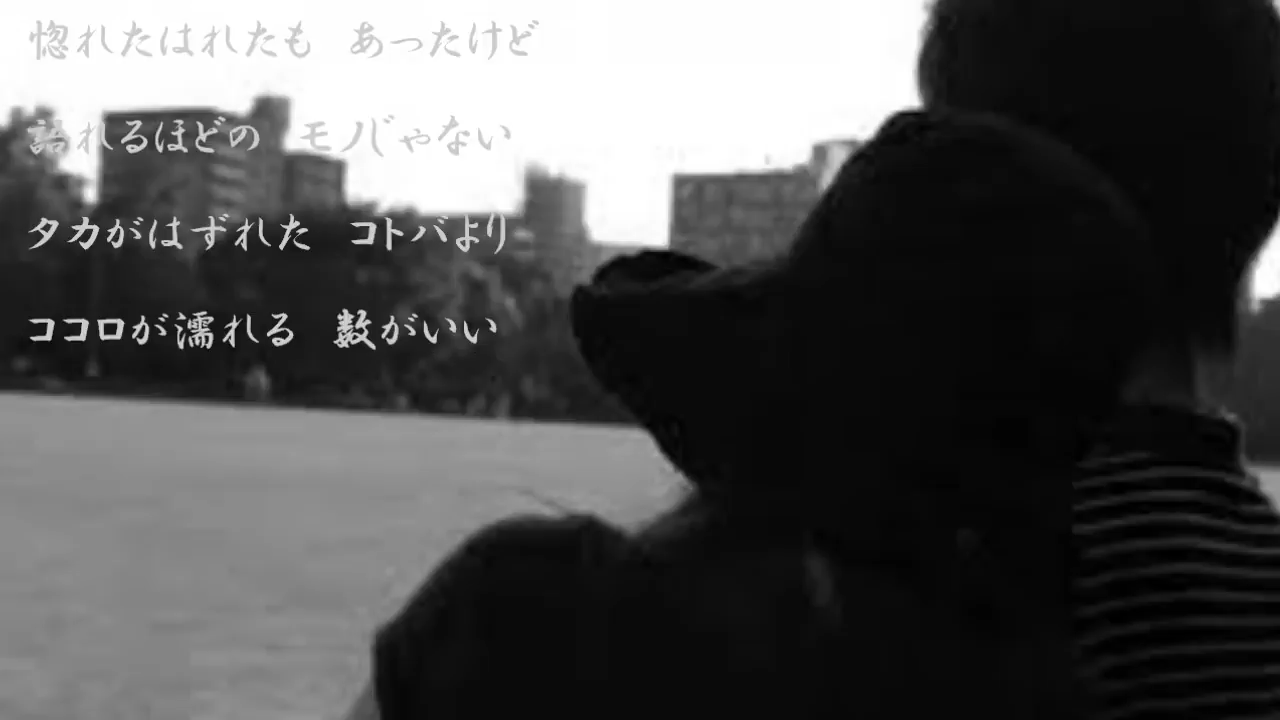 惚れたはれたも　あったけど
語れるほどの　モノじゃない
タカがはずれた　コトバより
ココロが濡れる　数がいい